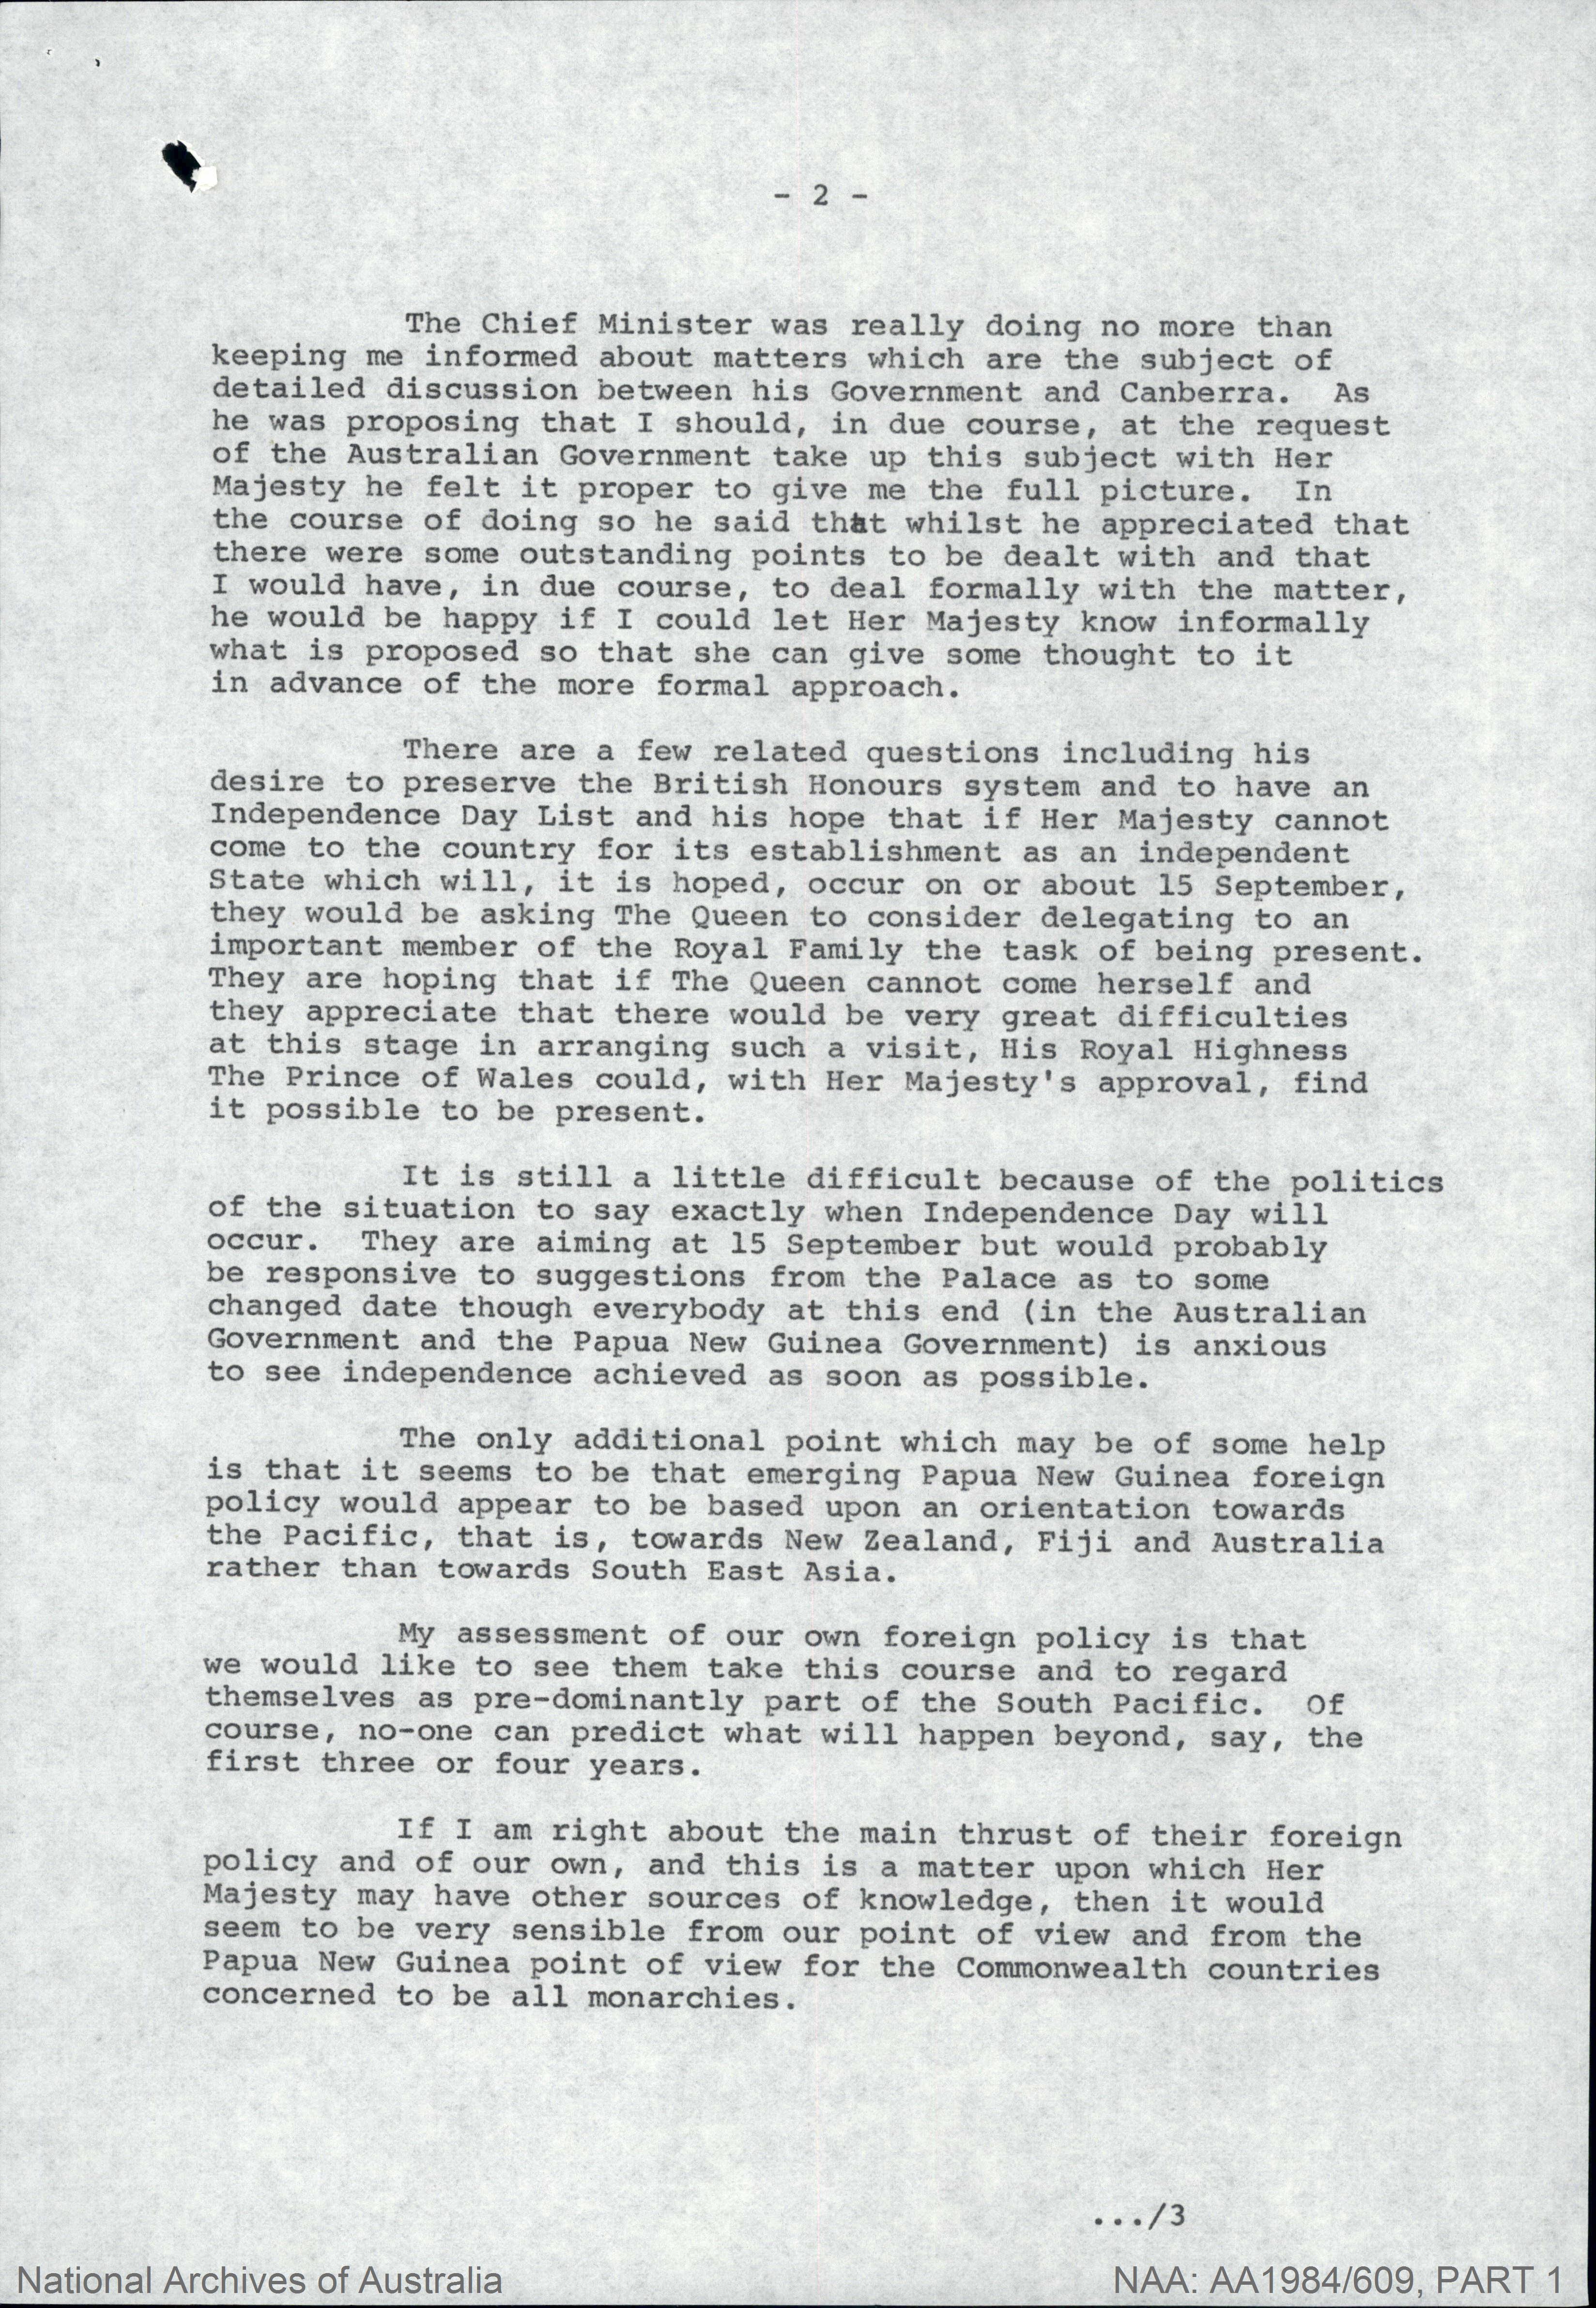 - 2 -
The Chief Minister was really doing no more than
keeping me informed about matters which are the subject of
detailed discussion between his Government and Canberra. As
he was proposing that I should, in due course, at the request
of the Australian Government take up this subject with Her
Majesty he felt it proper to give me the full picture. In
the course of doing so he said that whilst he appreciated that
there were some outstanding points to be dealt with and that
I would have, in due course, to deal formally with the matter,
he would be happy if I could let Her Majesty know informally
what is proposed so that she can give some thought to it
in advance of the more formal approach.
There are a few related questions including his
desire to preserve the British Honours system and to have an
Independence Day List and his hope that if Her Majesty cannot
come to the country for its establishment as an independent
State which will, it is hoped, occur on or about 15 September,
they would be asking The Queen to consider delegating to an
important member of the Royal Family the task of being present.
They are hoping that if The Queen cannot come herself and
they appreciate that there would be very great difficulties
at this stage in arranging such a visit, His Royal Highness
The Prince of Wales could, with Her Majesty's approval, find
it possible to be present.
It is still a little difficult because of the politics
of the situation to say exactly when Independence Day will
occur. They are aiming at 15 September but would probably
be responsive to suggestions from the Palace as to some
changed date though everybody at this end (in the Australian
Government and the Papua New Guinea Government) is anxious
to see independence achieved as soon as possible.
The only additional point which may be of some help
is that it seems to be that emerging Papua New Guinea foreign
policy would appear to be based upon an orientation towards
the Pacific, that is, towards New Zealand, Fiji and Australia
rather than towards South East Asia.
My assessment of our own foreign policy is that
we would like to see them take this course and to regard
themselves as pre-dominantly part of the South Pacific. Of
course, no-one can predict what will happen beyond, say, the
first three or four years.
If I am right about the main thrust of their foreign
policy and of our own, and this is a matter upon which Her
Majesty may have other sources of knowledge, then it would
seem to be very sensible from our point of view and from the
Papua New Guinea point of view for the Commonwealth countries
concerned to be all monarchies.
.../3
National Archives of Australia
NAA: AA1984/609, PART 1